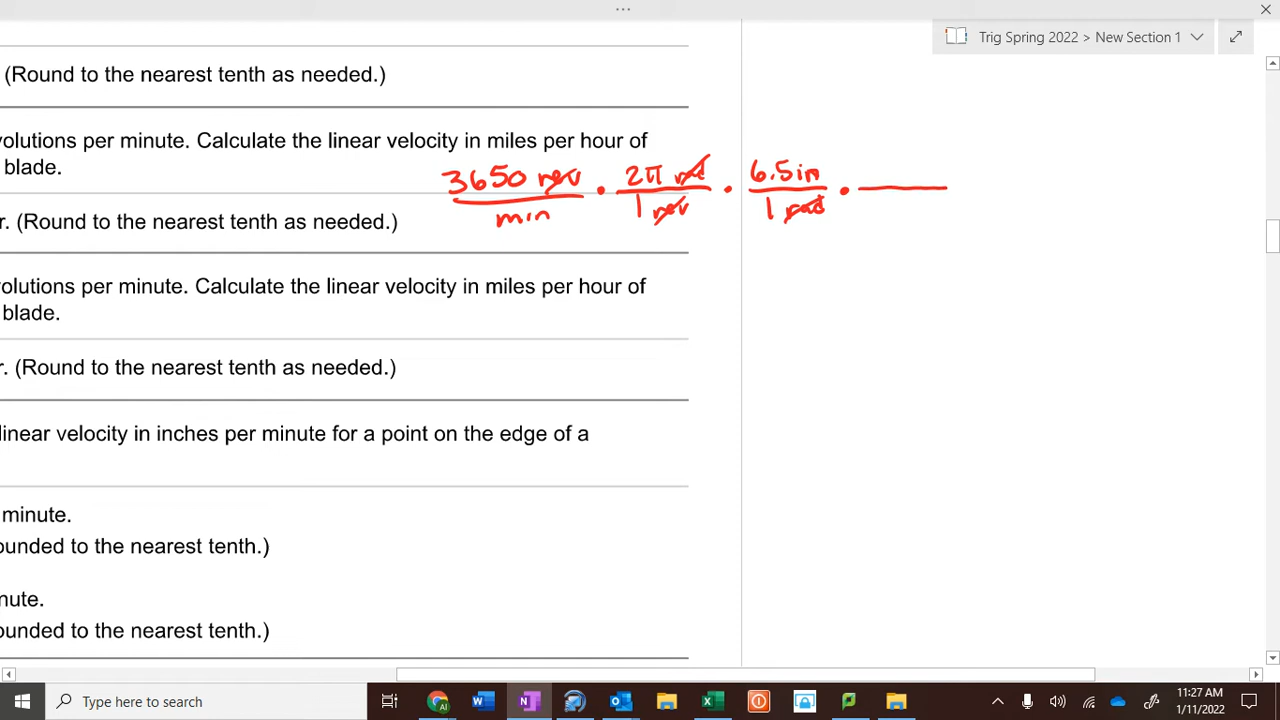 ...
Trig Spring 2022 > New Section 1
(Round to the nearest tenth as needed.)
volutions per minute. Calculate the linear velocity in miles per hour of
blade.
3650 rev 2π rad 6.5in
min · 1 rev · 1 rad ·
r. (Round to the nearest tenth as needed.)
volutions per minute. Calculate the linear velocity in miles per hour of
blade.
r. (Round to the nearest tenth as needed.)
linear velocity in inches per minute for a point on the edge of a
minute.
ounded to the nearest tenth.)
nute.
ounded to the nearest tenth.)
Type here to search
11:27 AM
1/11/2022